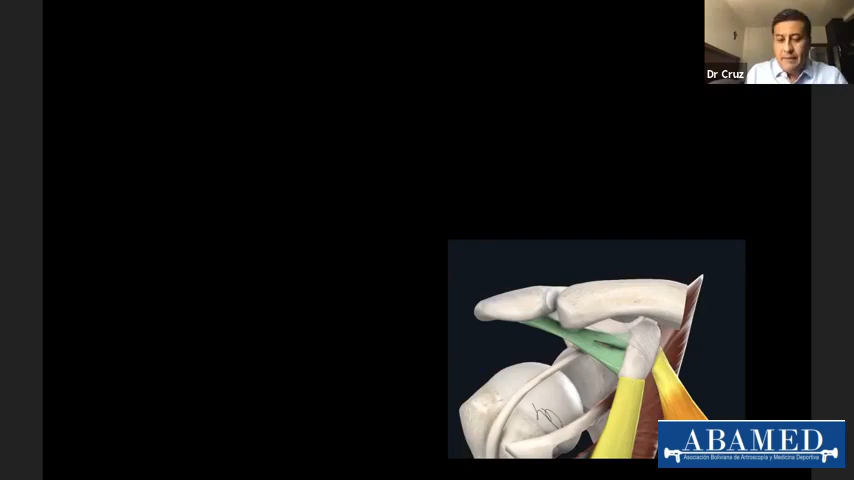 Dr Cruz
ABAMED
Asociación Boliviana de Artroscopía y Medicina Deportiva